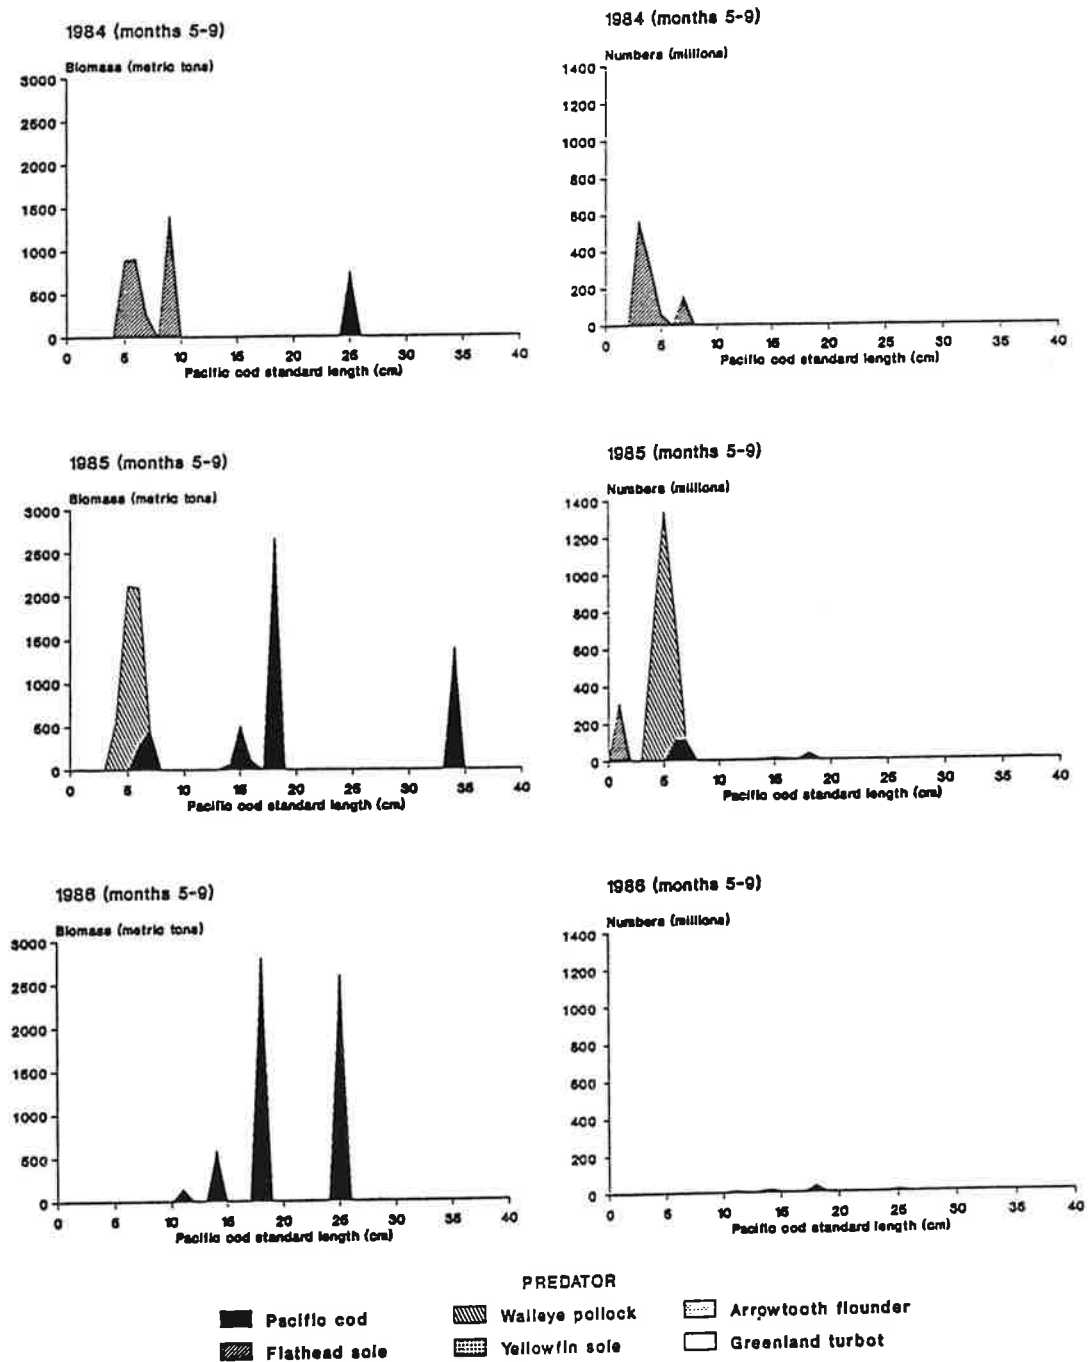 1984 (months 5-9)
Biomass (metric tons)
3000
2500
2000
1500
1000
500
0
0 5 10 15 20 25 30 35 40
Pacific cod standard length (cm)
1984 (months 5-9)
Numbers (millions)
1400
1200
1000
800
600
400
200
0
0 5 10 15 20 25 30 35 40
Pacific cod standard length (cm)
1985 (months 5-9)
Biomass (metric tons)
3000
2500
2000
1500
1000
500
0
0 5 10 15 20 25 30 35 40
Pacific cod standard length (cm)
1985 (months 5-9)
Numbers (millions)
1400
1200
1000
800
600
400
200
0
0 5 10 15 20 25 30 35 40
Pacific cod standard length (cm)
1986 (months 5-9)
Biomass (metric tons)
3000
2500
2000
1500
1000
500
0
0 5 10 15 20 25 30 35 40
Pacific cod standard length (cm)
1986 (months 5-9)
Numbers (millions)
1400
1200
1000
800
600
400
200
0
0 5 10 15 20 25 30 35 40
Pacific cod standard length (cm)
PREDATOR
Pacific cod Walleye pollock Arrowtooth flounder
Flathead sole Yellowfin sole Greenland turbot